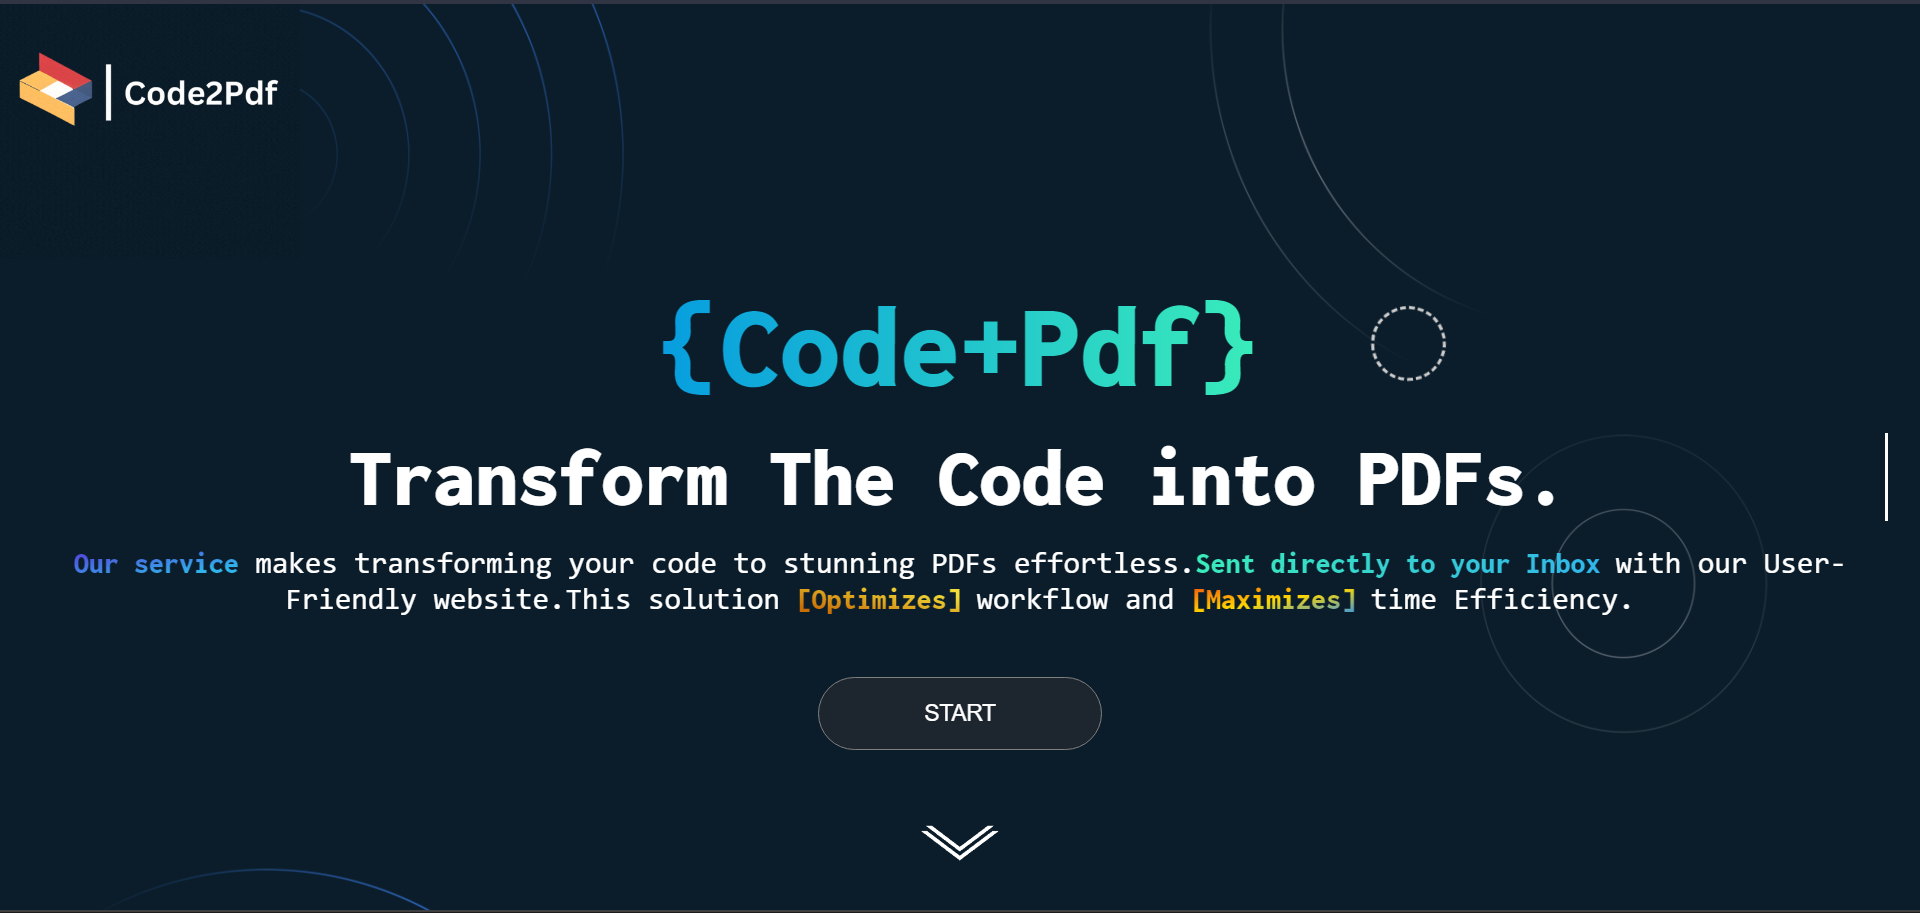 Code2Pdf
{Code+Pdf}
Transform The Code into PDFs.
Our service makes transforming your code to stunning PDFs effortless.Sent directly to your Inbox with our User-
Friendly website.This solution [Optimizes] workflow and [Maximizes] time Efficiency.
START